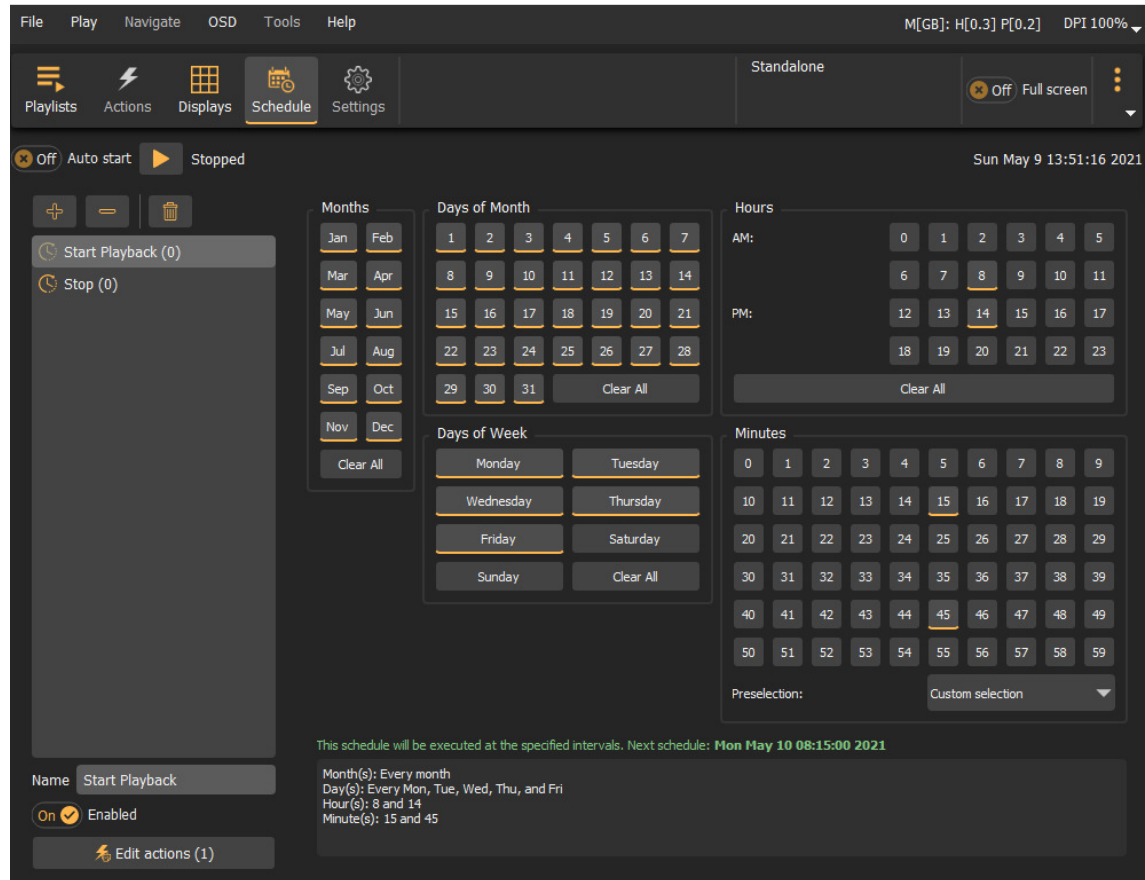 File Play Navigate OSD Tools Help M[GB]: H[0.3] P[0.2] DPI 100%
Standalone
Playlists Actions Displays Schedule Settings Off Full screen
Off Auto start Stopped Sun May 9 13:51:16 2021
Start Playback (0)
Stop (0)
Months
Jan Feb
Mar Apr
May Jun
Jul Aug
Sep Oct
Nov Dec
Clear All
Days of Month
1 2 3 4 5 6 7
8 9 10 11 12 13 14
15 16 17 18 19 20 21
22 23 24 25 26 27 28
29 30 31 Clear All
Days of Week
Monday Tuesday
Wednesday Thursday
Friday Saturday
Sunday Clear All
Hours
AM: 0 1 2 3 4 5
6 7 8 9 10 11
PM: 12 13 14 15 16 17
18 19 20 21 22 23
Clear All
Minutes
0 1 2 3 4 5 6 7 8 9
10 11 12 13 14 15 16 17 18 19
20 21 22 23 24 25 26 27 28 29
30 31 32 33 34 35 36 37 38 39
40 41 42 43 44 45 46 47 48 49
50 51 52 53 54 55 56 57 58 59
Preselection: Custom selection
This schedule will be executed at the specified intervals. Next schedule: Mon May 10 08:15:00 2021
Month(s): Every month
Day(s): Every Mon, Tue, Wed, Thu, and Fri
Hour(s): 8 and 14
Minute(s): 15 and 45
Name Start Playback
On Enabled
Edit actions (1)